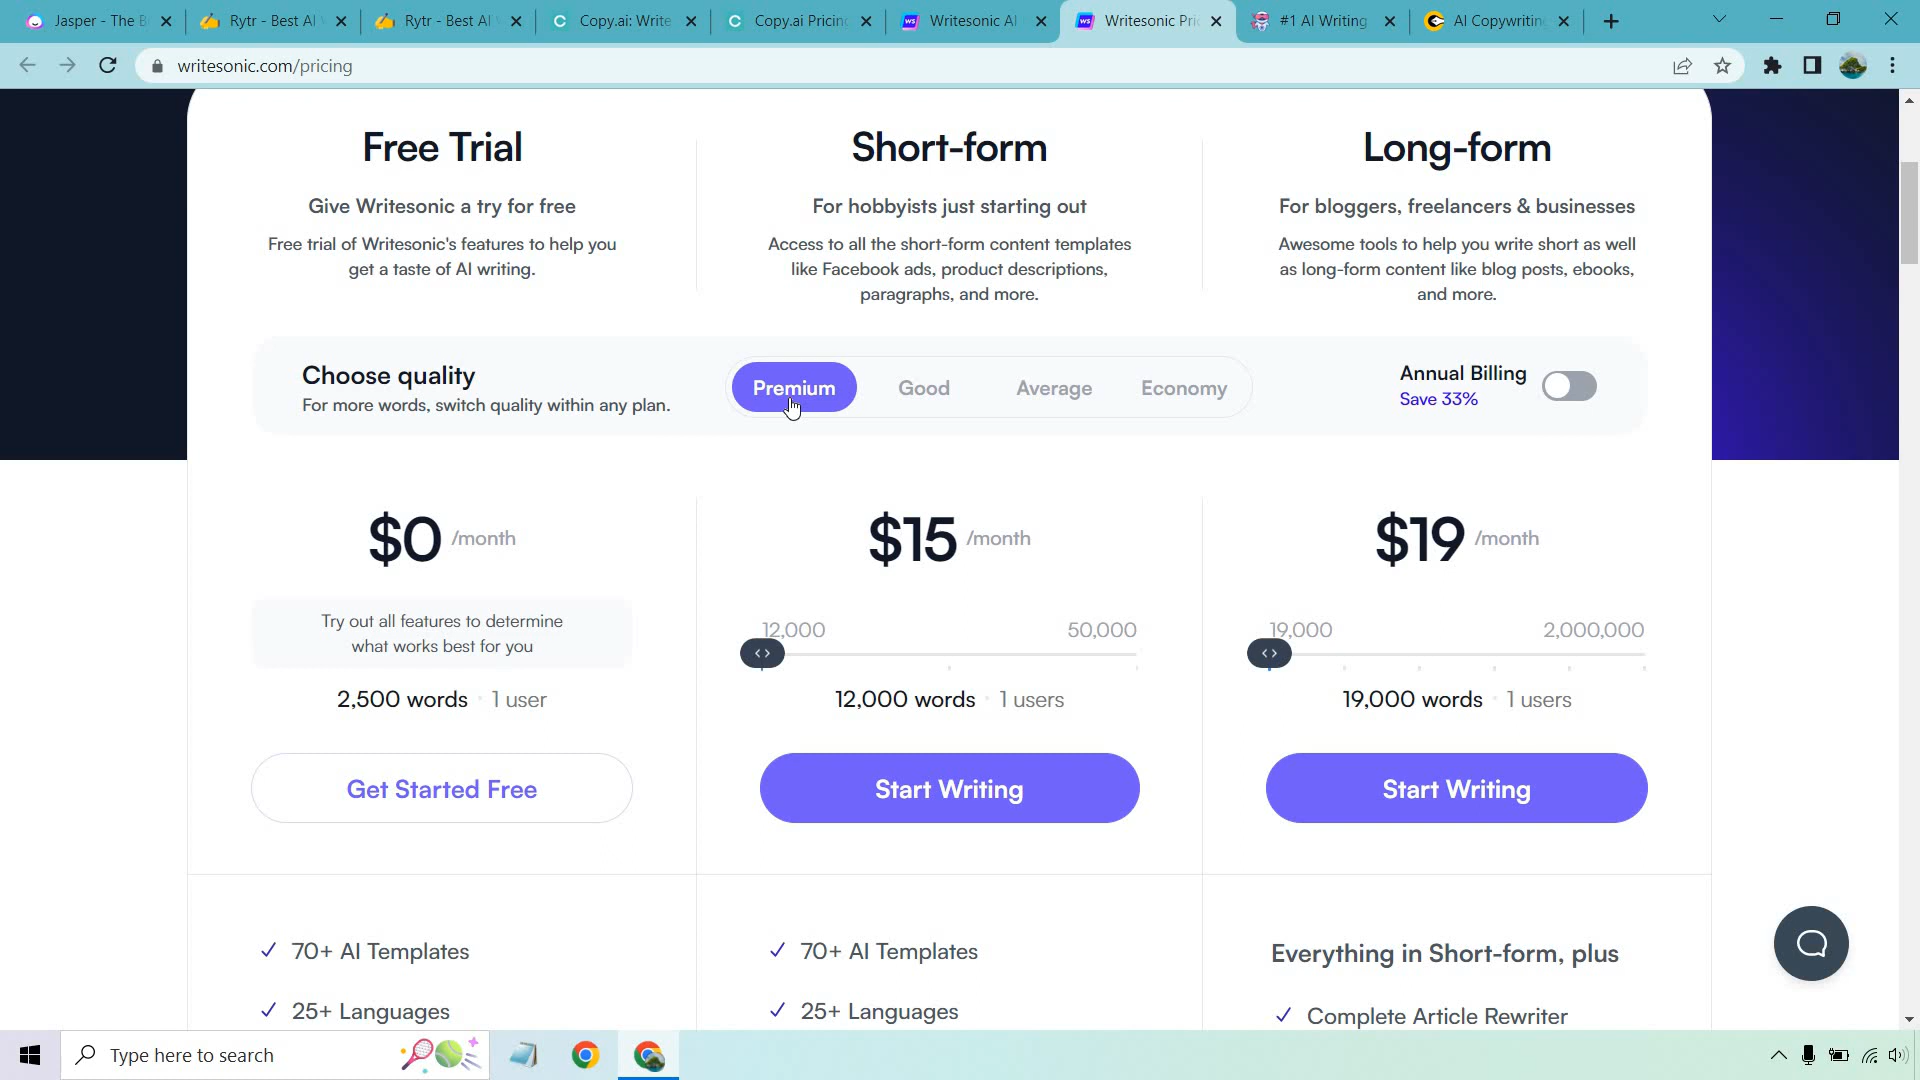 Jasper - The B
Rytr - Best AI
Rytr - Best AI
Copy.ai: Write
Copy.ai Pricin
Writesonic AI
Writesonic Pri
#1 AI Writing
AI Copywritin
writesonic.com/pricing
Free Trial
Give Writesonic a try for free
Free trial of Writesonic's features to help you
get a taste of AI writing.
Short-form
For hobbyists just starting out
Access to all the short-form content templates
like Facebook ads, product descriptions,
paragraphs, and more.
Long-form
For bloggers, freelancers & businesses
Awesome tools to help you write short as well
as long-form content like blog posts, ebooks,
and more.
Choose quality
For more words, switch quality within any plan.
Premium
Good
Average
Economy
Annual Billing
Save 33%
$0 /month
Try out all features to determine
what works best for you
2,500 words · 1 user
Get Started Free
$15 /month
12,000 50,000
12,000 words · 1 users
Start Writing
$19 /month
19,000 2,000,000
19,000 words · 1 users
Start Writing
70+ AI Templates
25+ Languages
70+ AI Templates
25+ Languages
Everything in Short-form, plus
Complete Article Rewriter
Type here to search